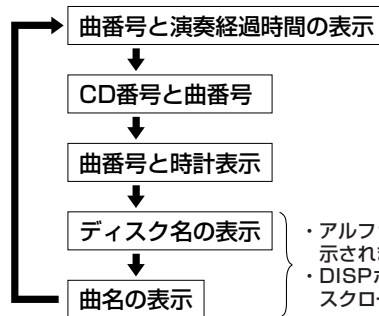 曲番号と演奏経過時間の表示
CD番号と曲番号
曲番号と時計表示
ディスク名の表示
曲名の表示
・アルファ
示され
・DISP
スクロー